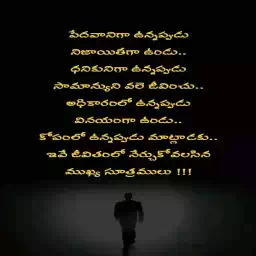 పేదవానిగా ఉన్నప్పుడు
నిజాయితీగా ఉండు..
ధనికునిగా ఉన్నప్పుడు
సామాన్యుని వలె జీవించు..
అధికారంలో ఉన్నప్పుడు
వినయంగా ఉండు..
కోపంలో ఉన్నప్పుడు మాట్లాడకు..
ఇవే జీవితంలో నేర్చుకోవలసిన
ముఖ్య సూత్రములు !!!